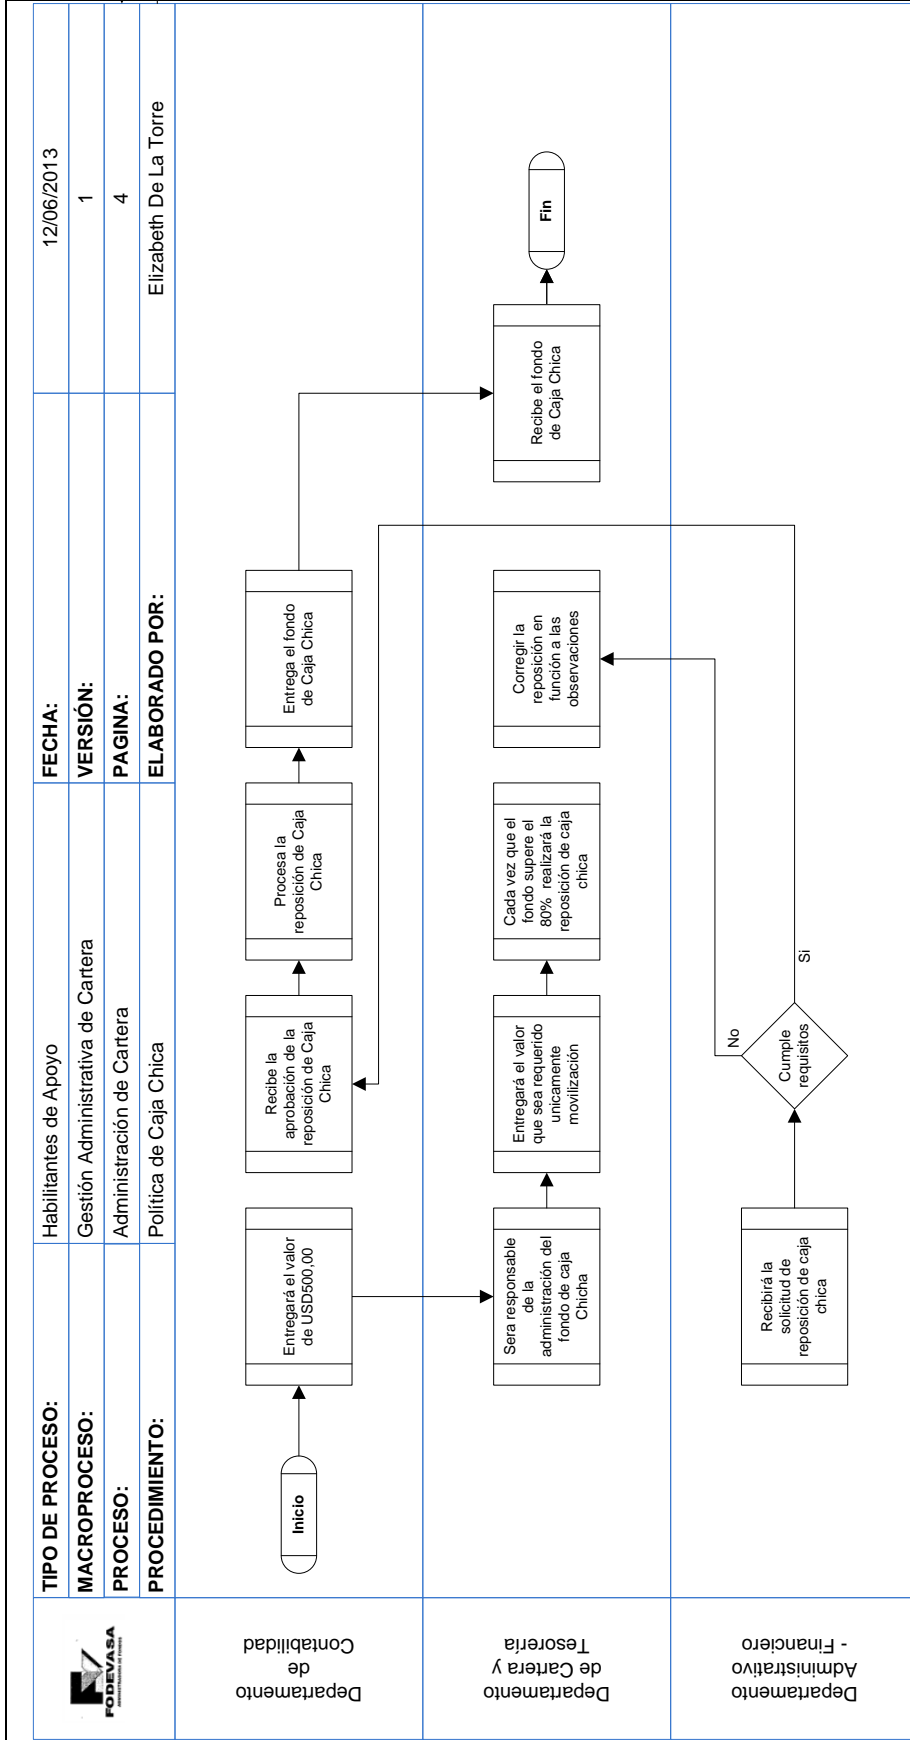 FODEVASA
ADMINISTRADORA DE FONDOS
TIPO DE PROCESO:
Habilitantes de Apoyo
FECHA:
12/06/2013
MACROPROCESO:
Gestión Administrativa de Cartera
VERSIÓN:
1
PROCESO:
Administración de Cartera
PAGINA:
4
PROCEDIMIENTO:
Política de Caja Chica
ELABORADO POR:
Elizabeth De La Torre
Departamento
de
Contabilidad
Inicio
Entregará el valor
de USD500,00
Recibe la
aprobación de la
reposición de Caja
Chica
Procesa la
reposición de Caja
Chica
Entrega el fondo
de Caja Chica
Departamento
de Cartera y
Tesorería
Sera responsable
de la
administración del
fondo de caja
Chicha
Entregará el valor
que sea requerido
unicamente
movilización
Cada vez que el
fondo supere el
80% realizará la
reposición de caja
chica
Corregir la
reposición en
función a las
observaciones
Recibe el fondo
de Caja Chica
Fin
Departamento
Administrativo
- Financiero
Recibirá la
solicitud de
reposición de caja
chica
Cumple
requisitos
No
Si